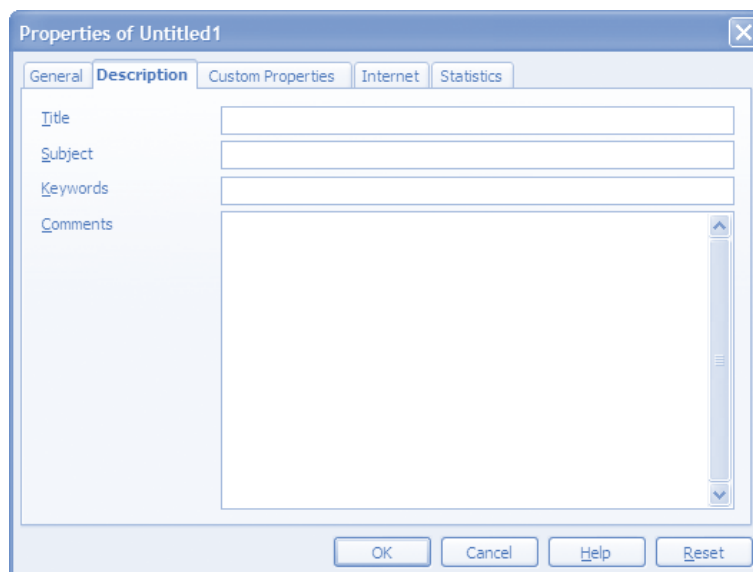 Properties of Untitled1
General Description Custom Properties Internet Statistics
Title
Subject
Keywords
Comments
OK Cancel Help Reset